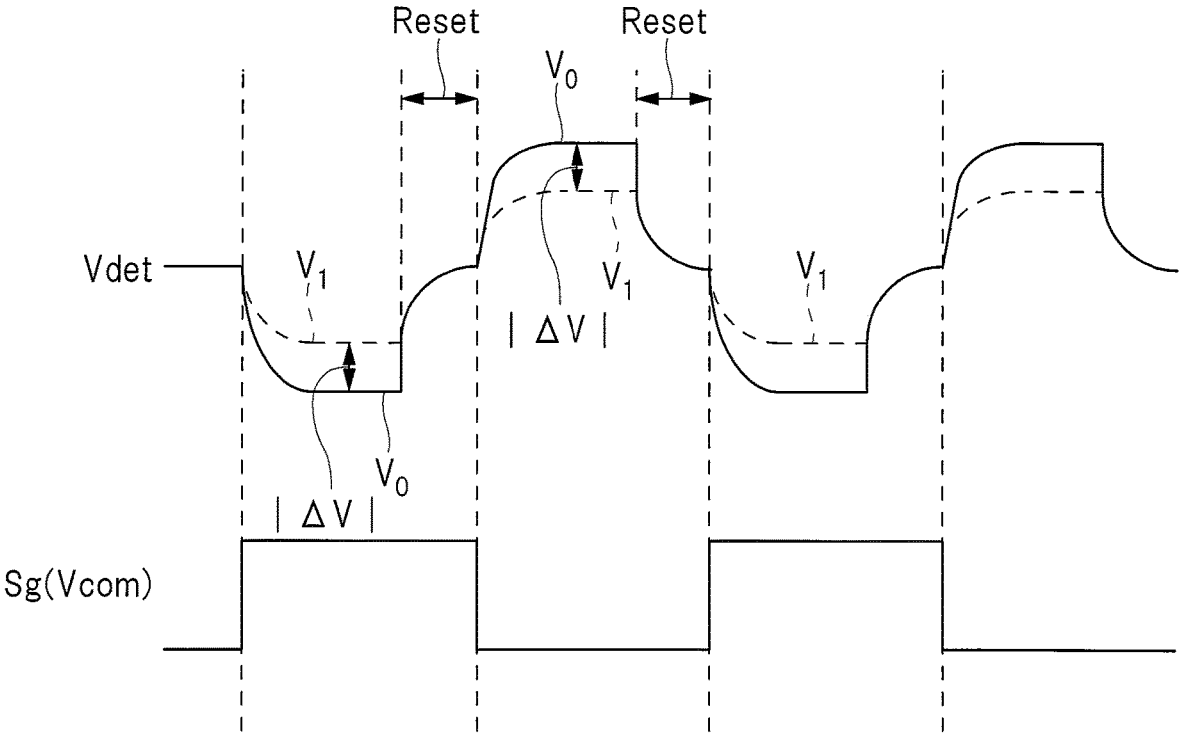 Reset
Reset
V0
Vdet
V1
V1
V1
| ΔV |
V0
| ΔV |
Sg(Vcom)